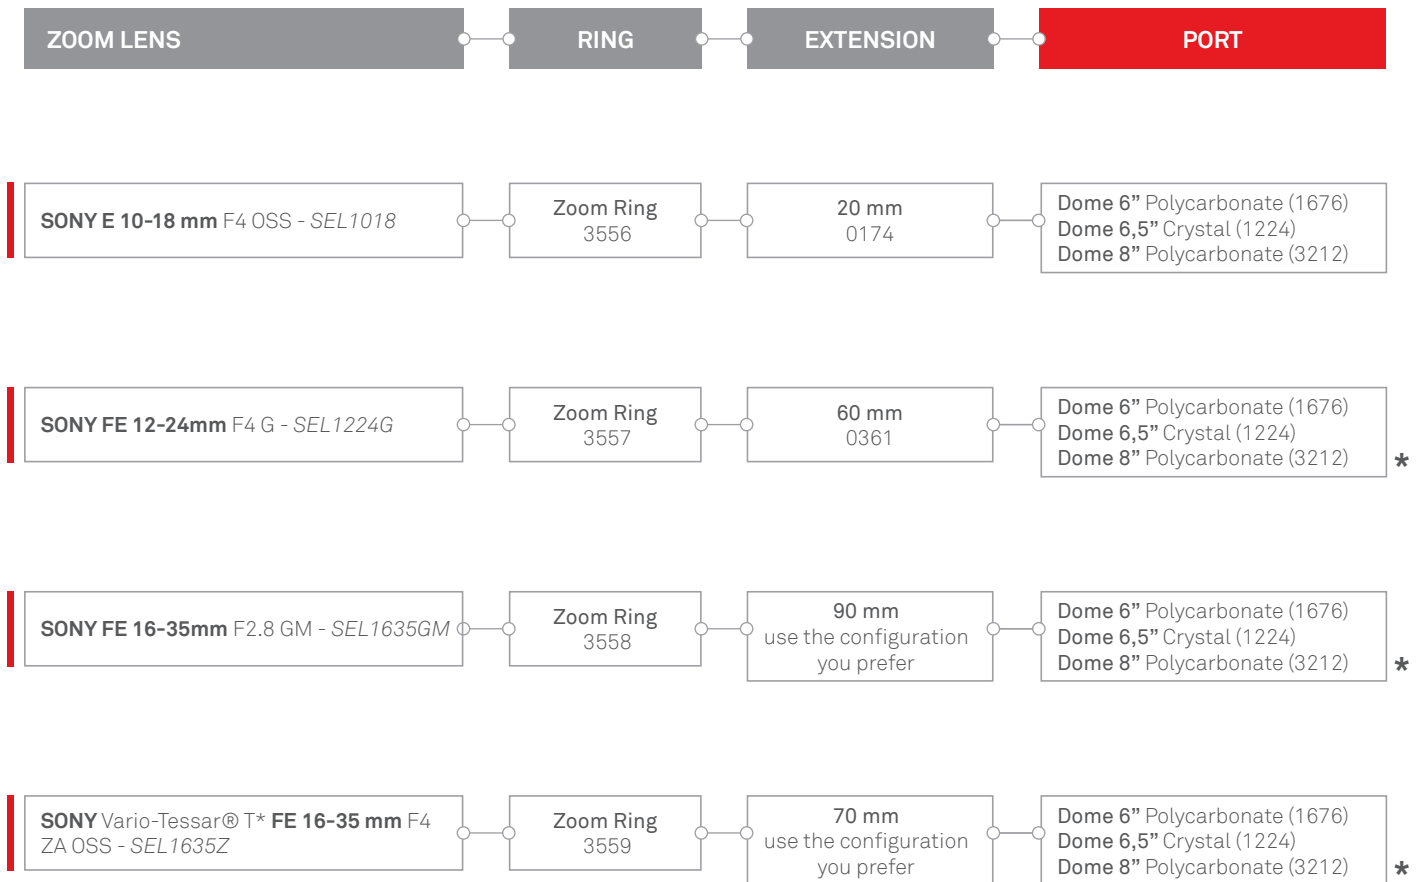 ZOOM LENS RING EXTENSION PORT
SONY E 10-18 mm F4 OSS - SEL1018
Zoom Ring
3556
20 mm
0174
Dome 6” Polycarbonate (1676)
Dome 6,5” Crystal (1224)
Dome 8” Polycarbonate (3212)
SONY FE 12-24mm F4 G - SEL1224G
Zoom Ring
3557
60 mm
0361
Dome 6” Polycarbonate (1676)
Dome 6,5” Crystal (1224)
Dome 8” Polycarbonate (3212) *
SONY FE 16-35mm F2.8 GM - SEL1635GM
Zoom Ring
3558
90 mm
use the configuration
you prefer
Dome 6” Polycarbonate (1676)
Dome 6,5” Crystal (1224)
Dome 8” Polycarbonate (3212) *
SONY Vario-Tessar® T* FE 16-35 mm F4
ZA OSS - SEL1635Z
Zoom Ring
3559
70 mm
use the configuration
you prefer
Dome 6” Polycarbonate (1676)
Dome 6,5” Crystal (1224)
Dome 8” Polycarbonate (3212) *